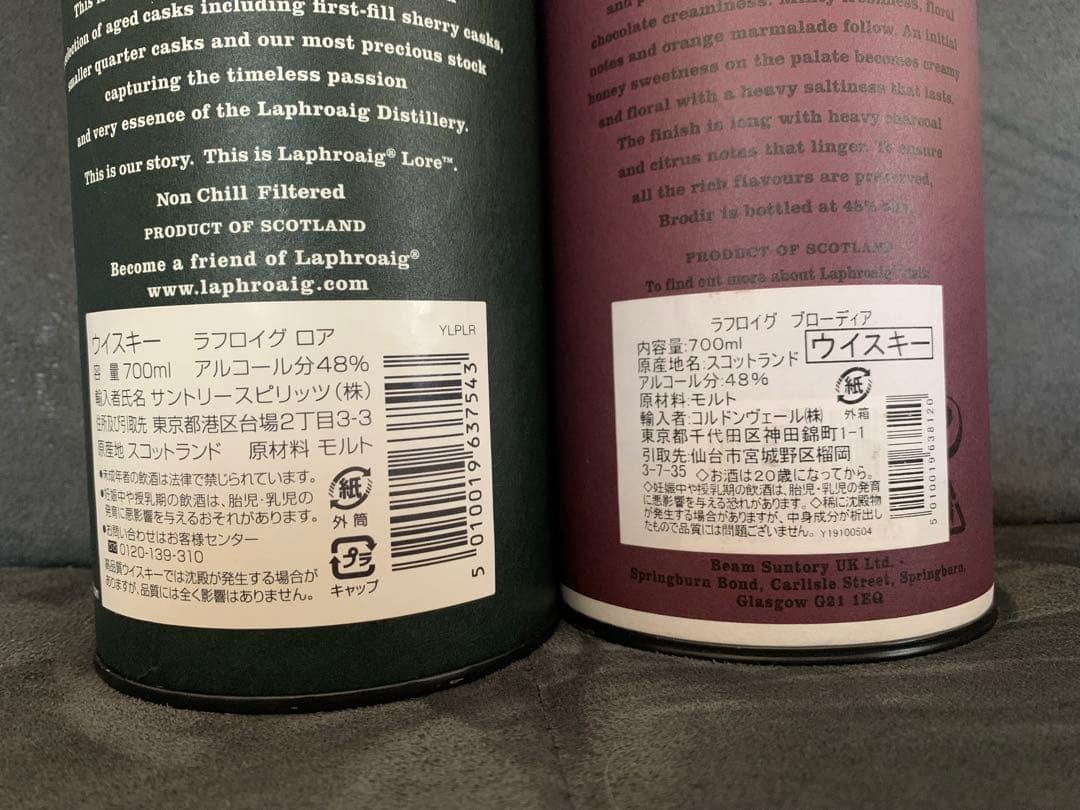 This is
selection of aged casks including first-fill sherry casks,
smaller quarter casks and our most precious stock
capturing the timeless passion
and very essence of the Laphroaig Distillery.
This is our story. This is Laphroaig® Lore™.
Non Chill Filtered
PRODUCT OF SCOTLAND
Become a friend of Laphroaig®
www.laphroaig.com
ウイスキー ラフロイグ ロア YLPLR
容 量 700ml アルコール分48%
輸入者氏名 サントリースピリッツ(株)
住所及び引取先 東京都港区台場2丁目3-3
原産地 スコットランド 原材料 モルト
●未成年者の飲酒は法律で禁じられています。
●妊娠中や授乳期の飲酒は、胎児・乳児の
発育に悪影響を与えるおそれがあります。
●お問い合わせはお客様センター
0120-139-310
高品質ウイスキーでは沈殿が発生する場合が
ありますが、品質には全く影響はありません。
紙
外 筒
プラ
キャップ
5 010019 637543
chocolate creaminess. floral
notes and orange marmalade follow. An initial
honey sweetness on the palate becomes creamy
and floral with a heavy saltiness that lasts.
The finish is long with heavy charcoal
and citrus notes that linger. To ensure
all the rich flavours are preserved,
Brodir is bottled at 48% abv.
PRODUCT OF SCOTLAND
To find out more about Laphroaig visit:
ラフロイグ ブローディア
内容量:700ml ウイスキー
原産地名:スコットランド
アルコール分:48%
原材料:モルト 紙
輸入者:コルドンヴェール(株) 外箱
東京都千代田区神田錦町1-1
引取先:仙台市宮城野区榴岡
3-7-35 ◇お酒は20歳になってから。
◇妊娠中や授乳期の飲酒は、胎児・乳児の発育
に悪影響を与える恐れがあります。◇稀に沈殿物
が発生する場合がありますが、中身成分が析出し
たもので品質には問題ございません。Y19100504
5 010019 638120
Beam Suntory UK Ltd.
Springburn Bond, Carlisle Street, Springburn,
Glasgow G21 1EQ